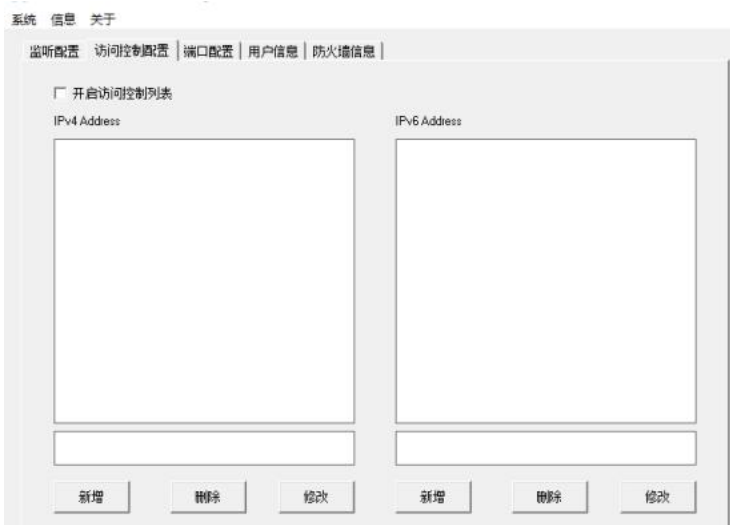 系统 信息 关于
监听配置 访问控制配置 端口配置 用户信息 防火墙信息
开启访问控制列表
IPv4 Address IPv6 Address
新增 删除 修改 新增 删除 修改